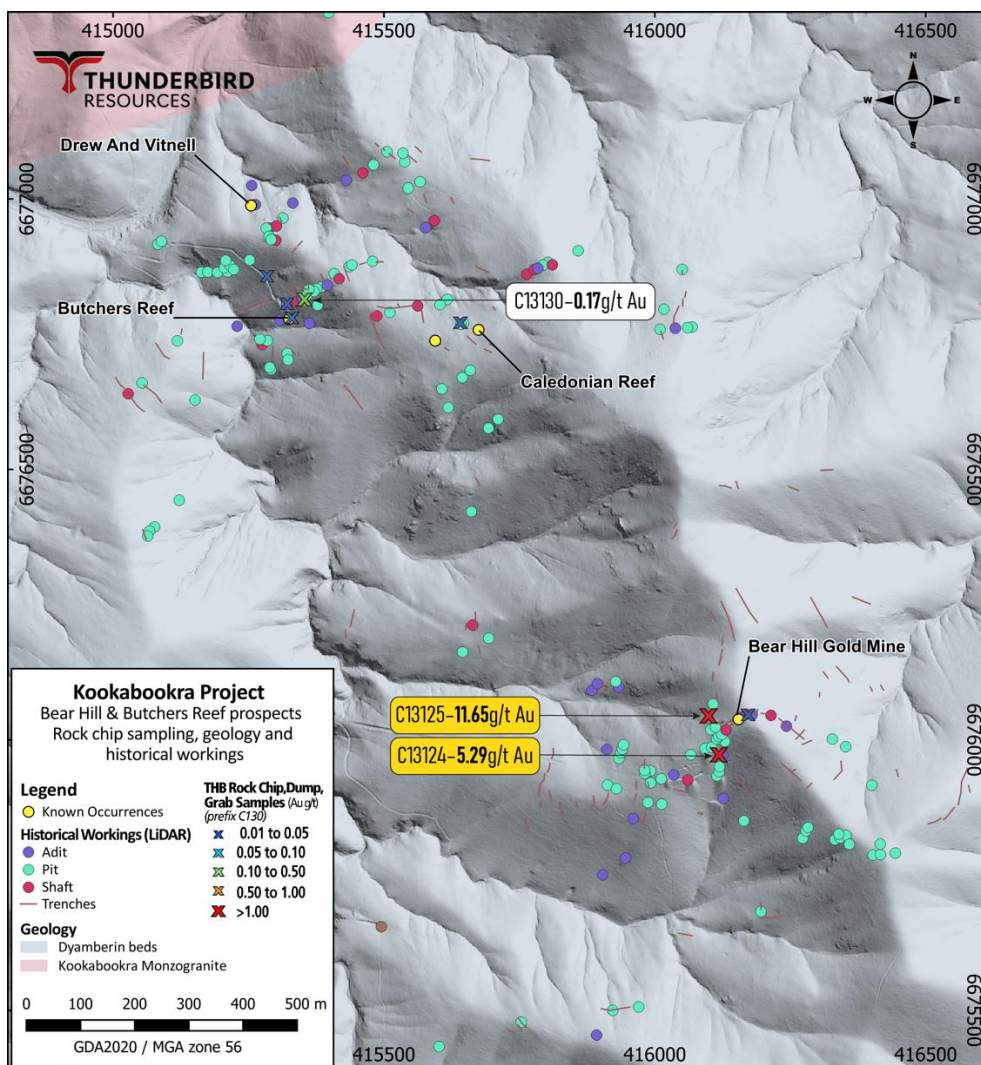 415000 415500 416000 416500
THUNDERBIRD
RESOURCES
N
W E
S
Drew And Vitnell
6677000 6677000
C13130–0.17g/t Au
Butchers Reef
Caledonian Reef
6676500 6676500
Bear Hill Gold Mine
C13125–11.65g/t Au
C13124–5.29g/t Au
6676000
Kookabookra Project
Bear Hill & Butchers Reef prospects
Rock chip sampling, geology and
historical workings
Legend
Known Occurrences
Historical Workings (LiDAR)
Adit
Pit
Shaft
Trenches
THB Rock Chip,Dump,
Grab Samples (Au g/t)
(prefix C130)
0.01 to 0.05
0.05 to 0.10
0.10 to 0.50
0.50 to 1.00
>1.00
Geology
Dyamberin beds
Kookabookra Monzogranite
0 100 200 300 400 500 m
GDA2020 / MGA zone 56
6675500
415500 416000 416500